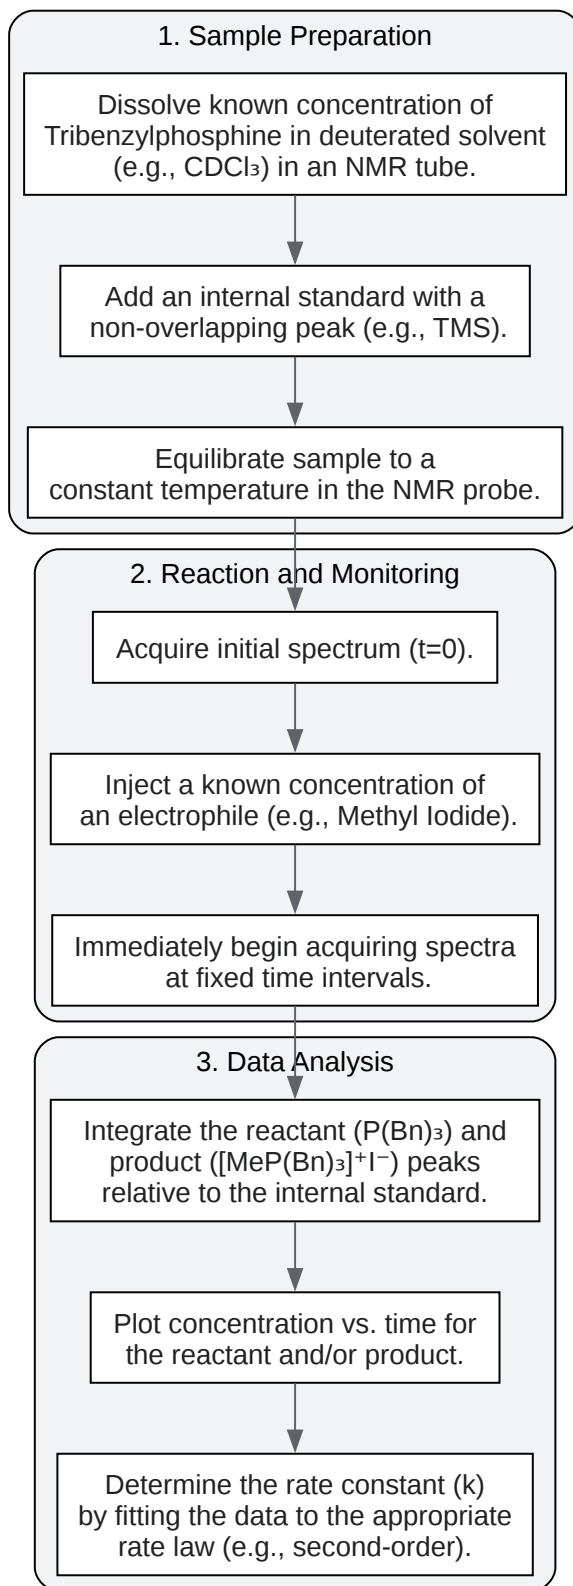 1. Sample Preparation
Dissolve known concentration of
Tribenzylphosphine in deuterated solvent
(e.g., CDCl₃) in an NMR tube.
Add an internal standard with a
non-overlapping peak (e.g., TMS).
Equilibrate sample to a
constant temperature in the NMR probe.
2. Reaction and Monitoring
Acquire initial spectrum (t=0).
Inject a known concentration of
an electrophile (e.g., Methyl Iodide).
Immediately begin acquiring spectra
at fixed time intervals.
3. Data Analysis
Integrate the reactant (P(Bn)₃) and
product ([MeP(Bn)₃]⁺I⁻) peaks
relative to the internal standard.
Plot concentration vs. time for
the reactant and/or product.
Determine the rate constant (k)
by fitting the data to the appropriate
rate law (e.g., second-order).